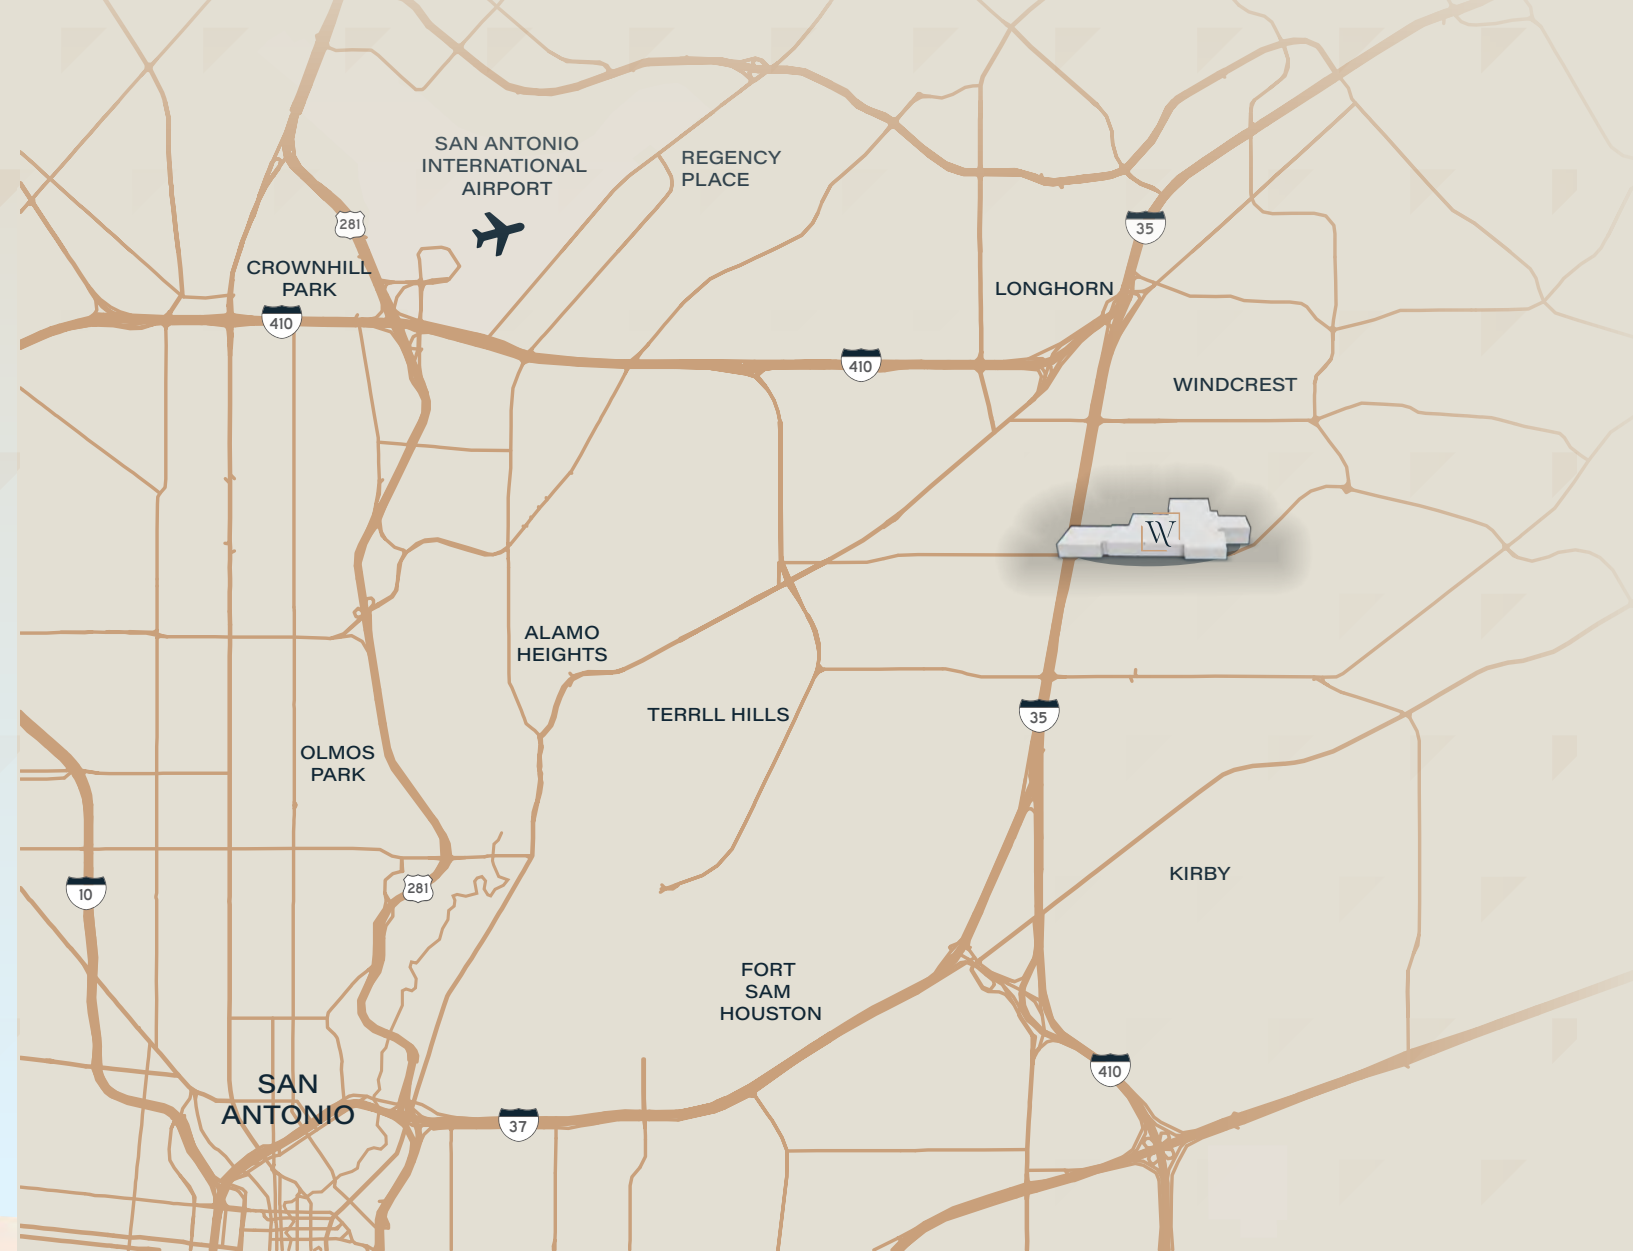 SAN ANTONIO
INTERNATIONAL
AIRPORT
REGENCY
PLACE
281
35
CROWNHILL
PARK
LONGHORN
410
410
WINDCREST
W
ALAMO
HEIGHTS
TERRLL HILLS
35
OLMOS
PARK
KIRBY
281
10
FORT
SAM
HOUSTON
410
SAN
ANTONIO
37